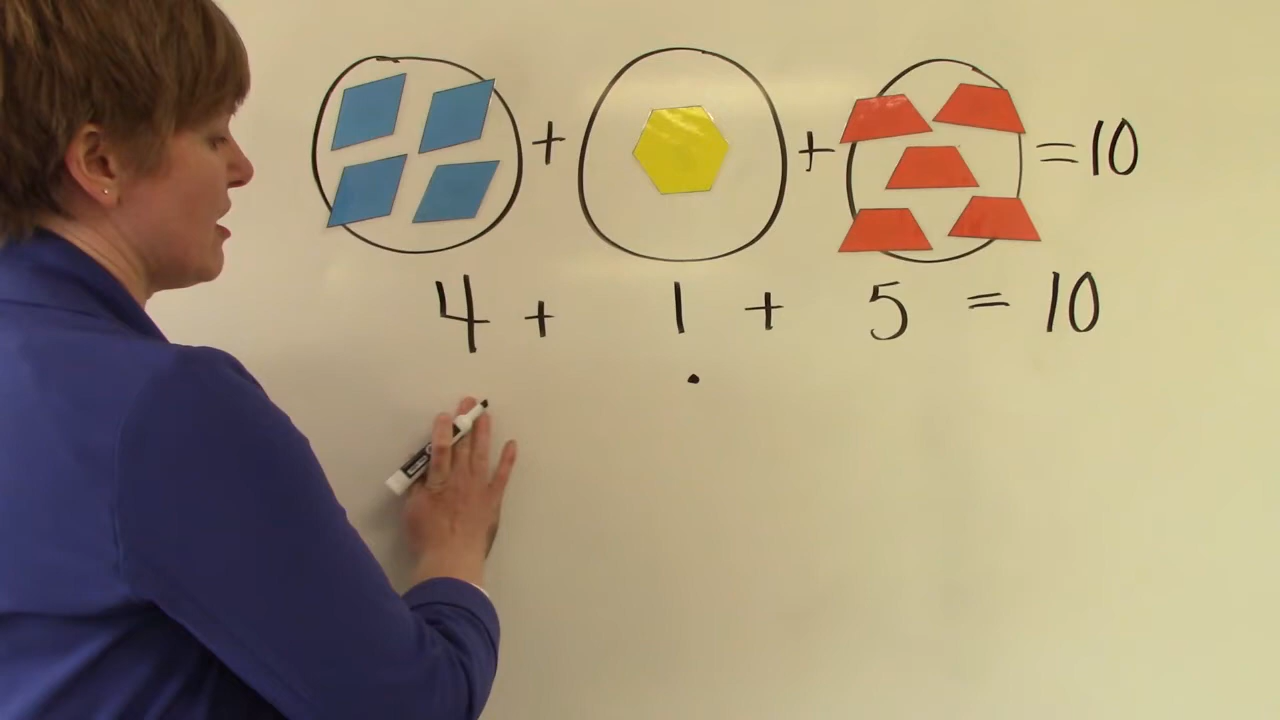 + + = 10
4 + 1 + 5 = 10